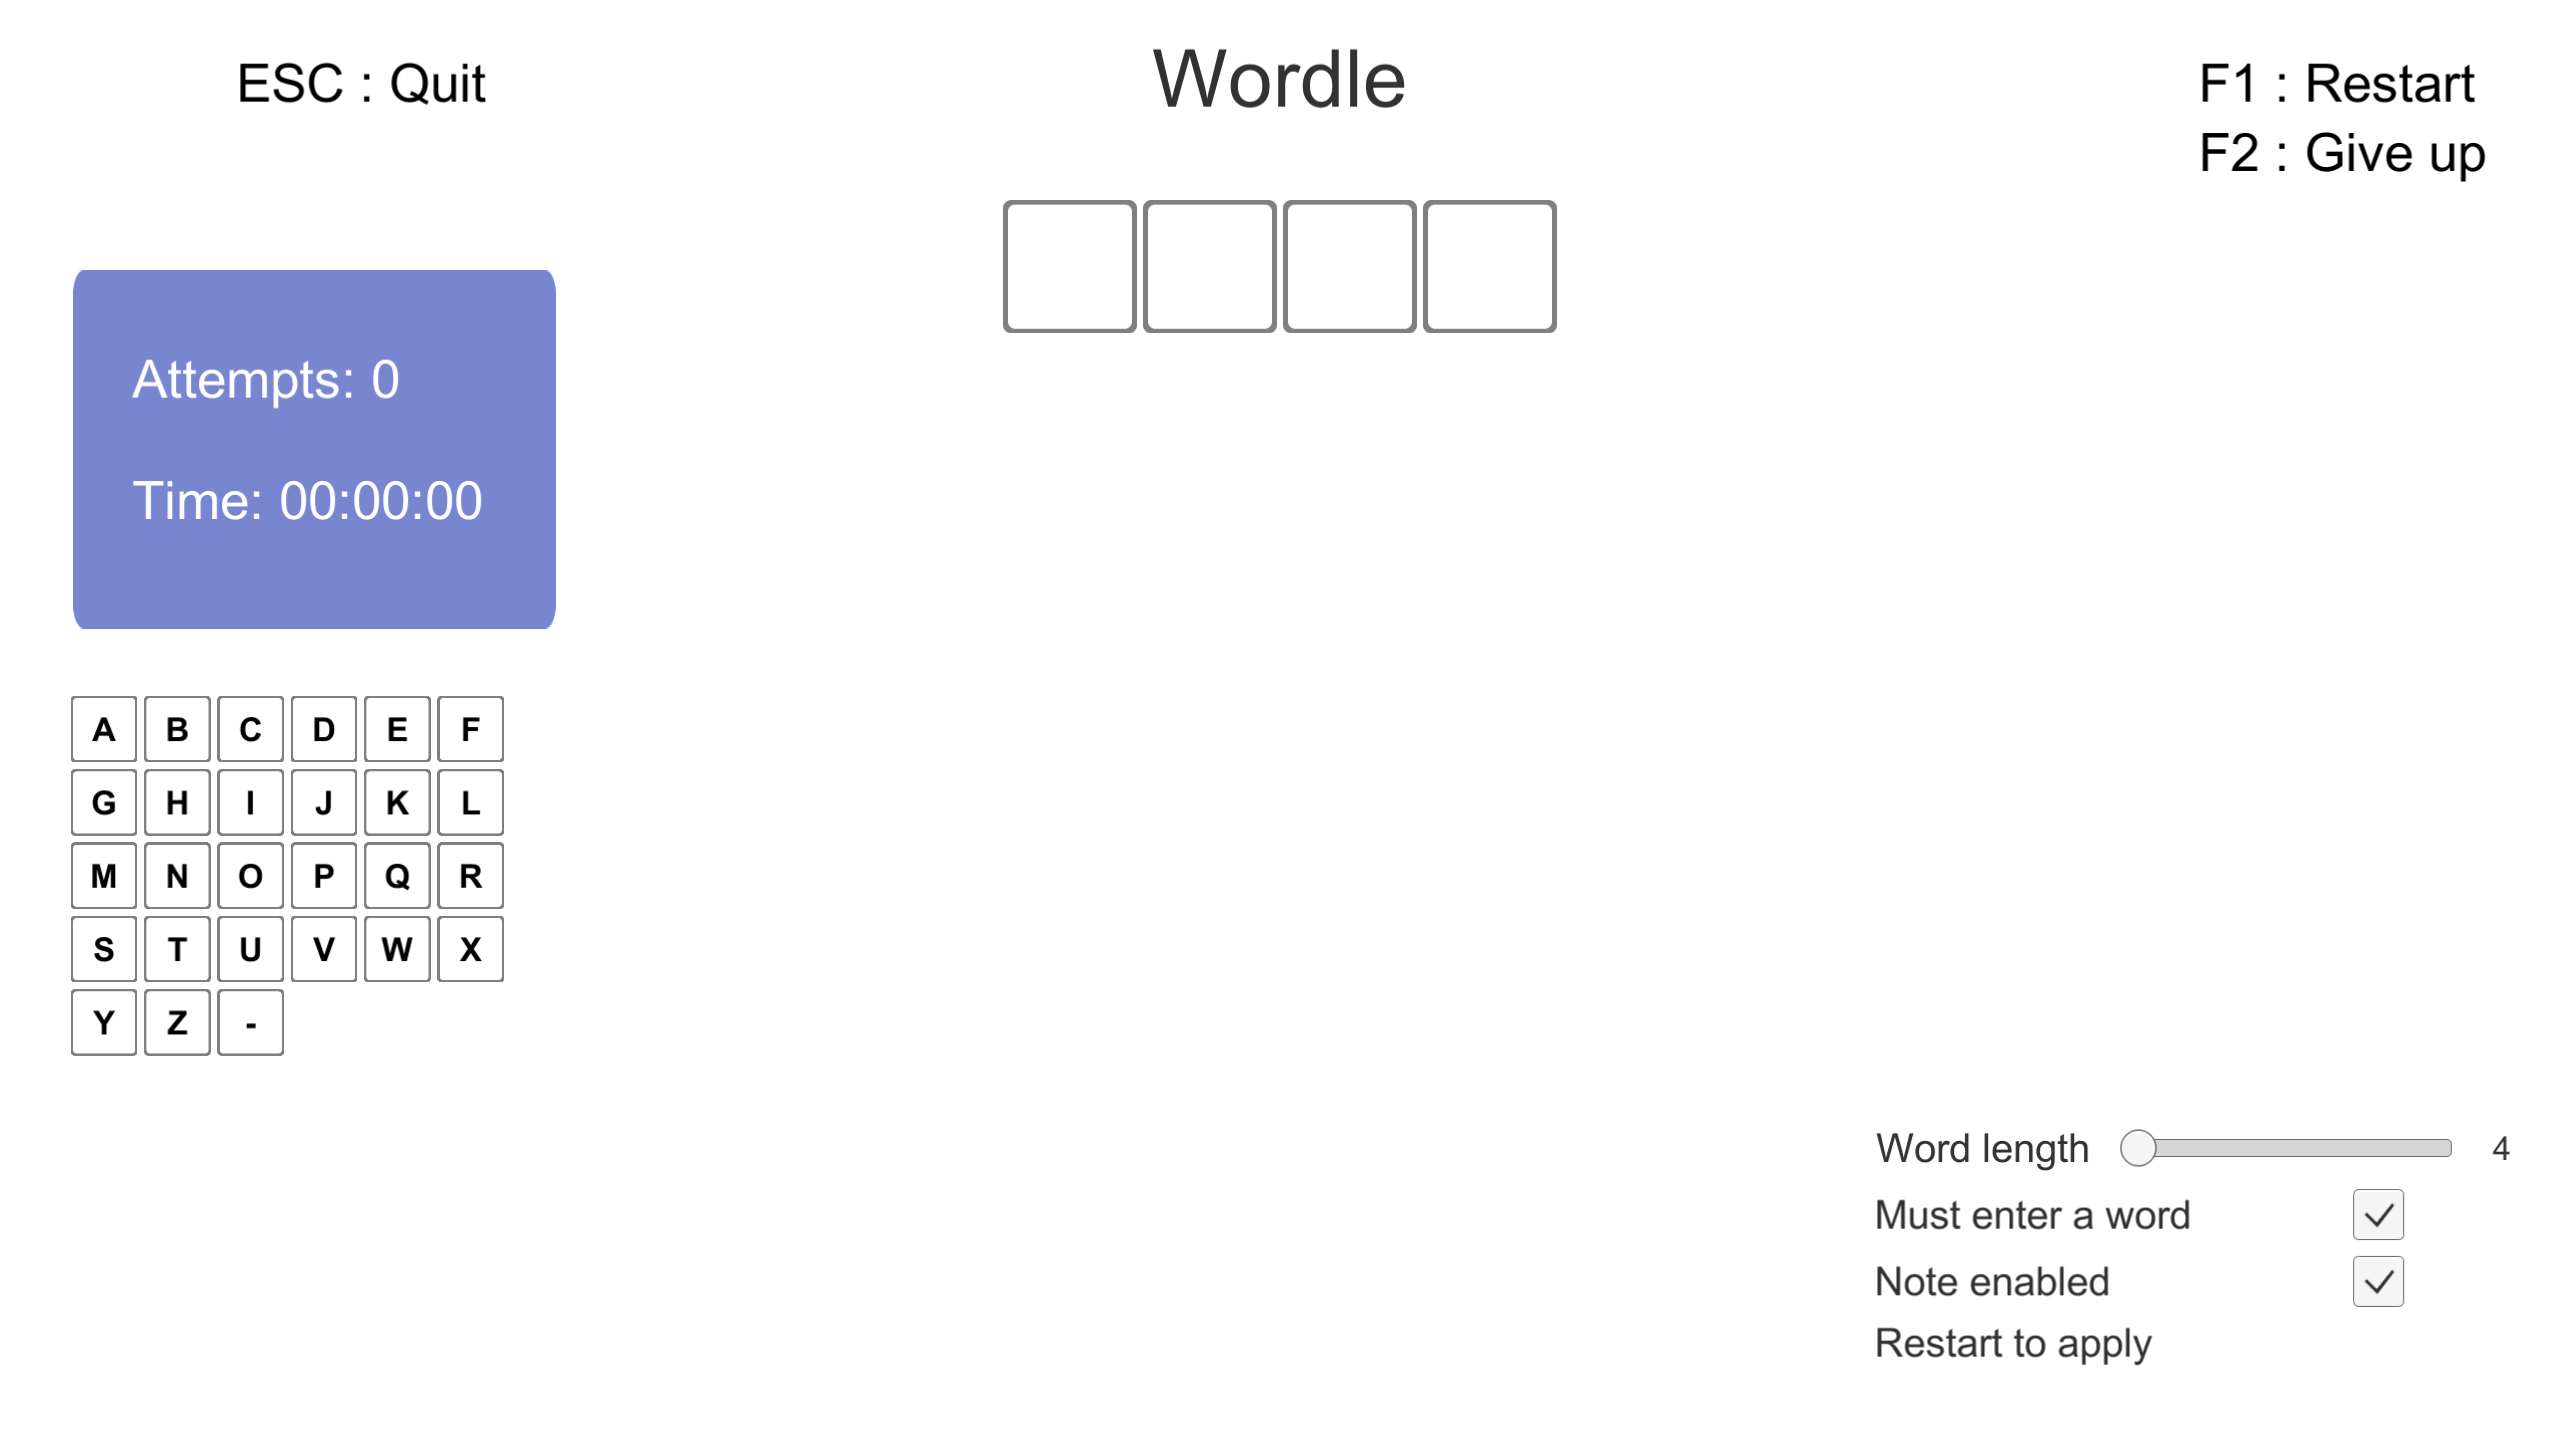 ESC : Quit
Wordle
F1 : Restart
F2 : Give up
Attempts: 0
Time: 00:00:00
A B C D E F
G H I J K L
M N O P Q R
S T U V W X
Y Z -
Word length 4
Must enter a word
Note enabled
Restart to apply